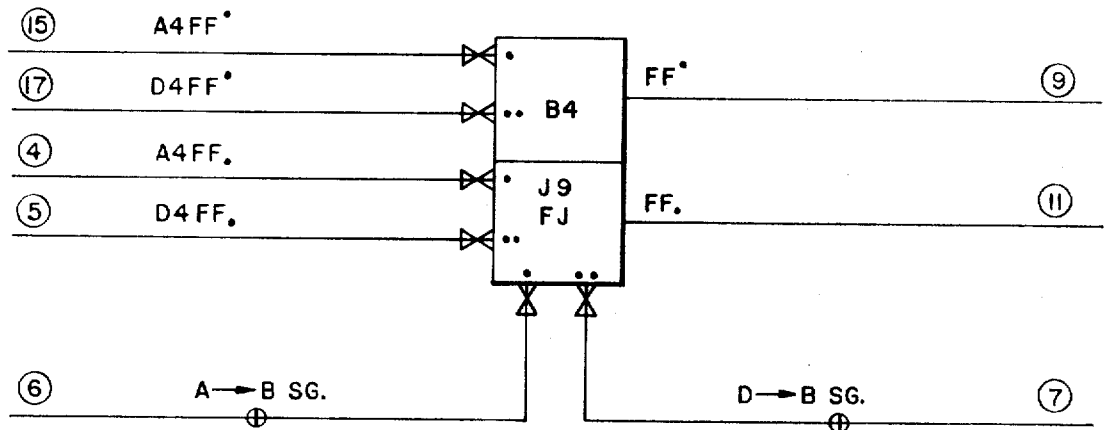 15 A4FF•
17 D4FF•
B4
FF• 9
4 A4FF.
5 D4FF.
J9
FJ
FF. 11
6 A→B SG.
D→B SG. 7